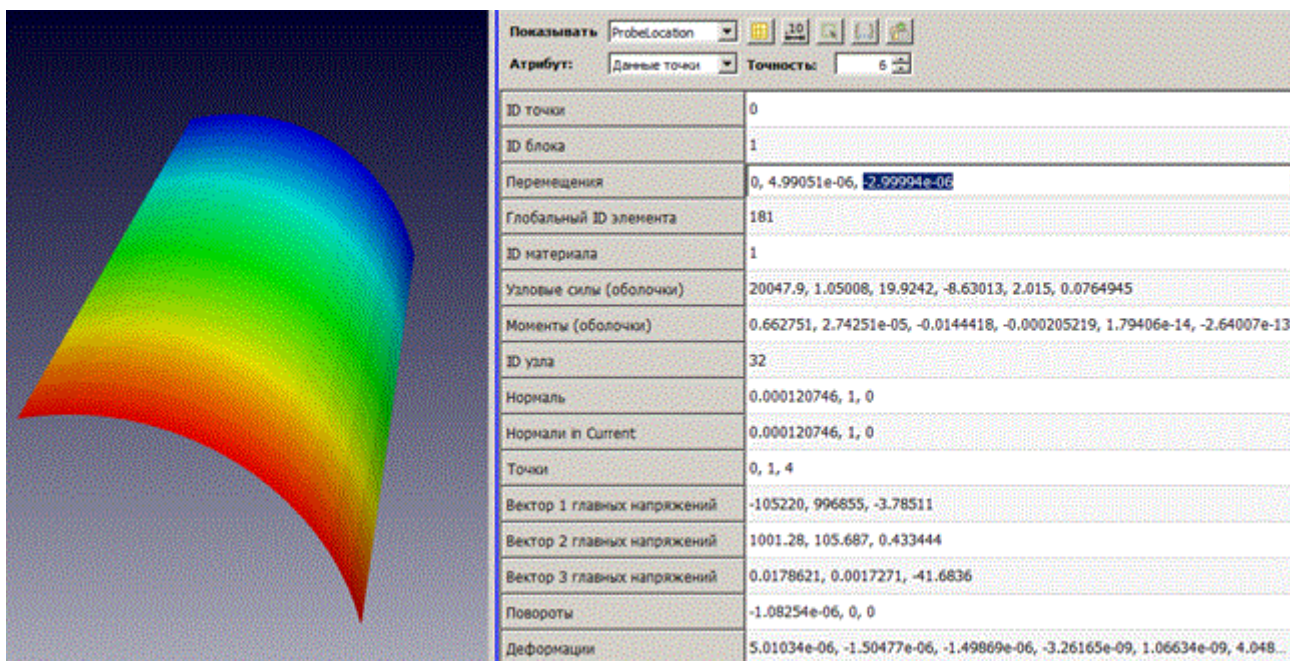 Показывать ProbeLocation
Атрибут: Данные точки Точность: 6
ID точки 0
ID блока 1
Перемещения 0, 4.99051e-06, -2.99994e-06
Глобальный ID элемента 181
ID материала 1
Узловые силы (оболочки) 20047.9, 1.05008, 19.9242, -8.63013, 2.015, 0.0764945
Моменты (оболочки) 0.662751, 2.74251e-05, -0.0144418, -0.000205219, 1.79406e-14, -2.64007e-13
ID узла 32
Нормаль 0.000120746, 1, 0
Нормали in Current 0.000120746, 1, 0
Точки 0, 1, 4
Вектор 1 главных напряжений -105220, 996855, -3.78511
Вектор 2 главных напряжений 1001.28, 105.687, 0.433444
Вектор 3 главных напряжений 0.0178621, 0.0017271, -41.6836
Повороты -1.08254e-06, 0, 0
Деформации 5.01034e-06, -1.50477e-06, -1.49869e-06, -3.26165e-09, 1.06634e-09, 4.048...